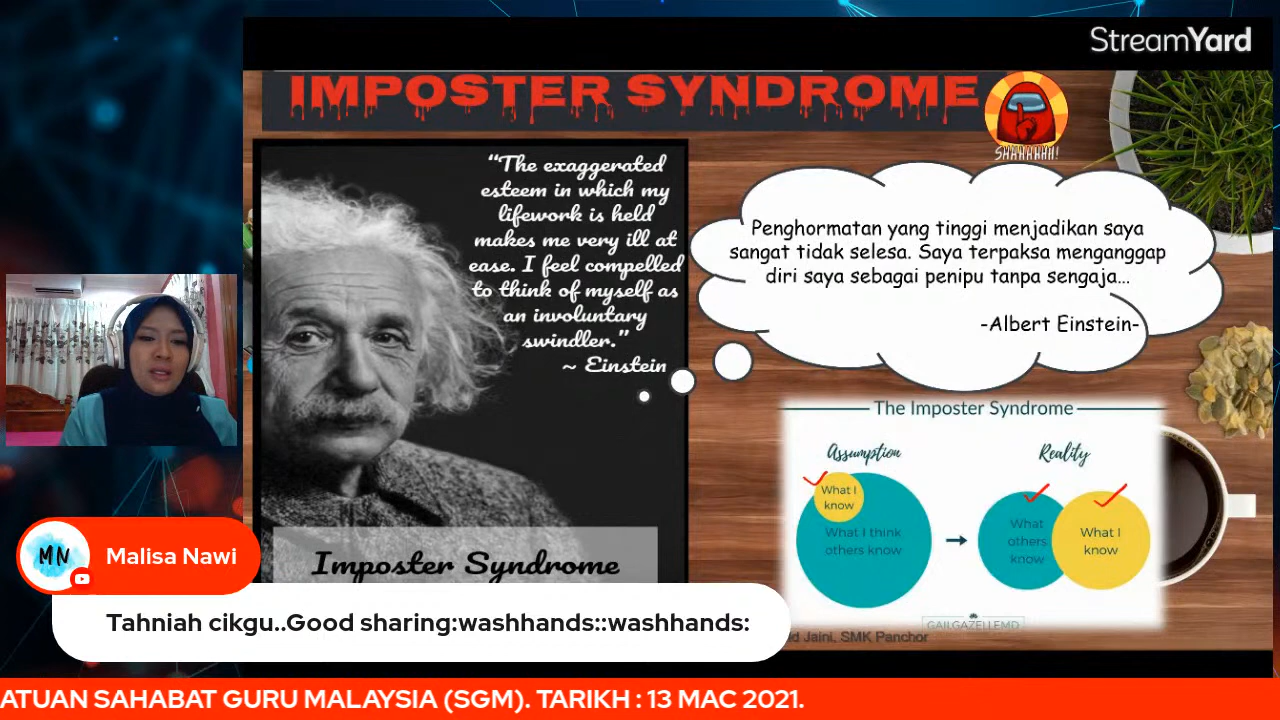 StreamYard
IMPOSTER SYNDROME
SHHHHHHH!
“The exaggerated
esteem in which my
lifework is held
makes me very ill at
ease. I feel compelled
to think of myself as
an involuntary
swindler.”
~ Einstein
Imposter Syndrome
Penghormatan yang tinggi menjadikan saya
sangat tidak selesa. Saya terpaksa menganggap
diri saya sebagai penipu tanpa sengaja...
-Albert Einstein-
The Imposter Syndrome
Assumption
Reality
What I
know
What I think
others know
What
others
know
What I
know
GAILGAZELLEMD
d Jaini, SMK Panchor
MN
Malisa Nawi
Tahniah cikgu..Good sharing:washhands::washhands:
ATUAN SAHABAT GURU MALAYSIA (SGM). TARIKH : 13 MAC 2021.